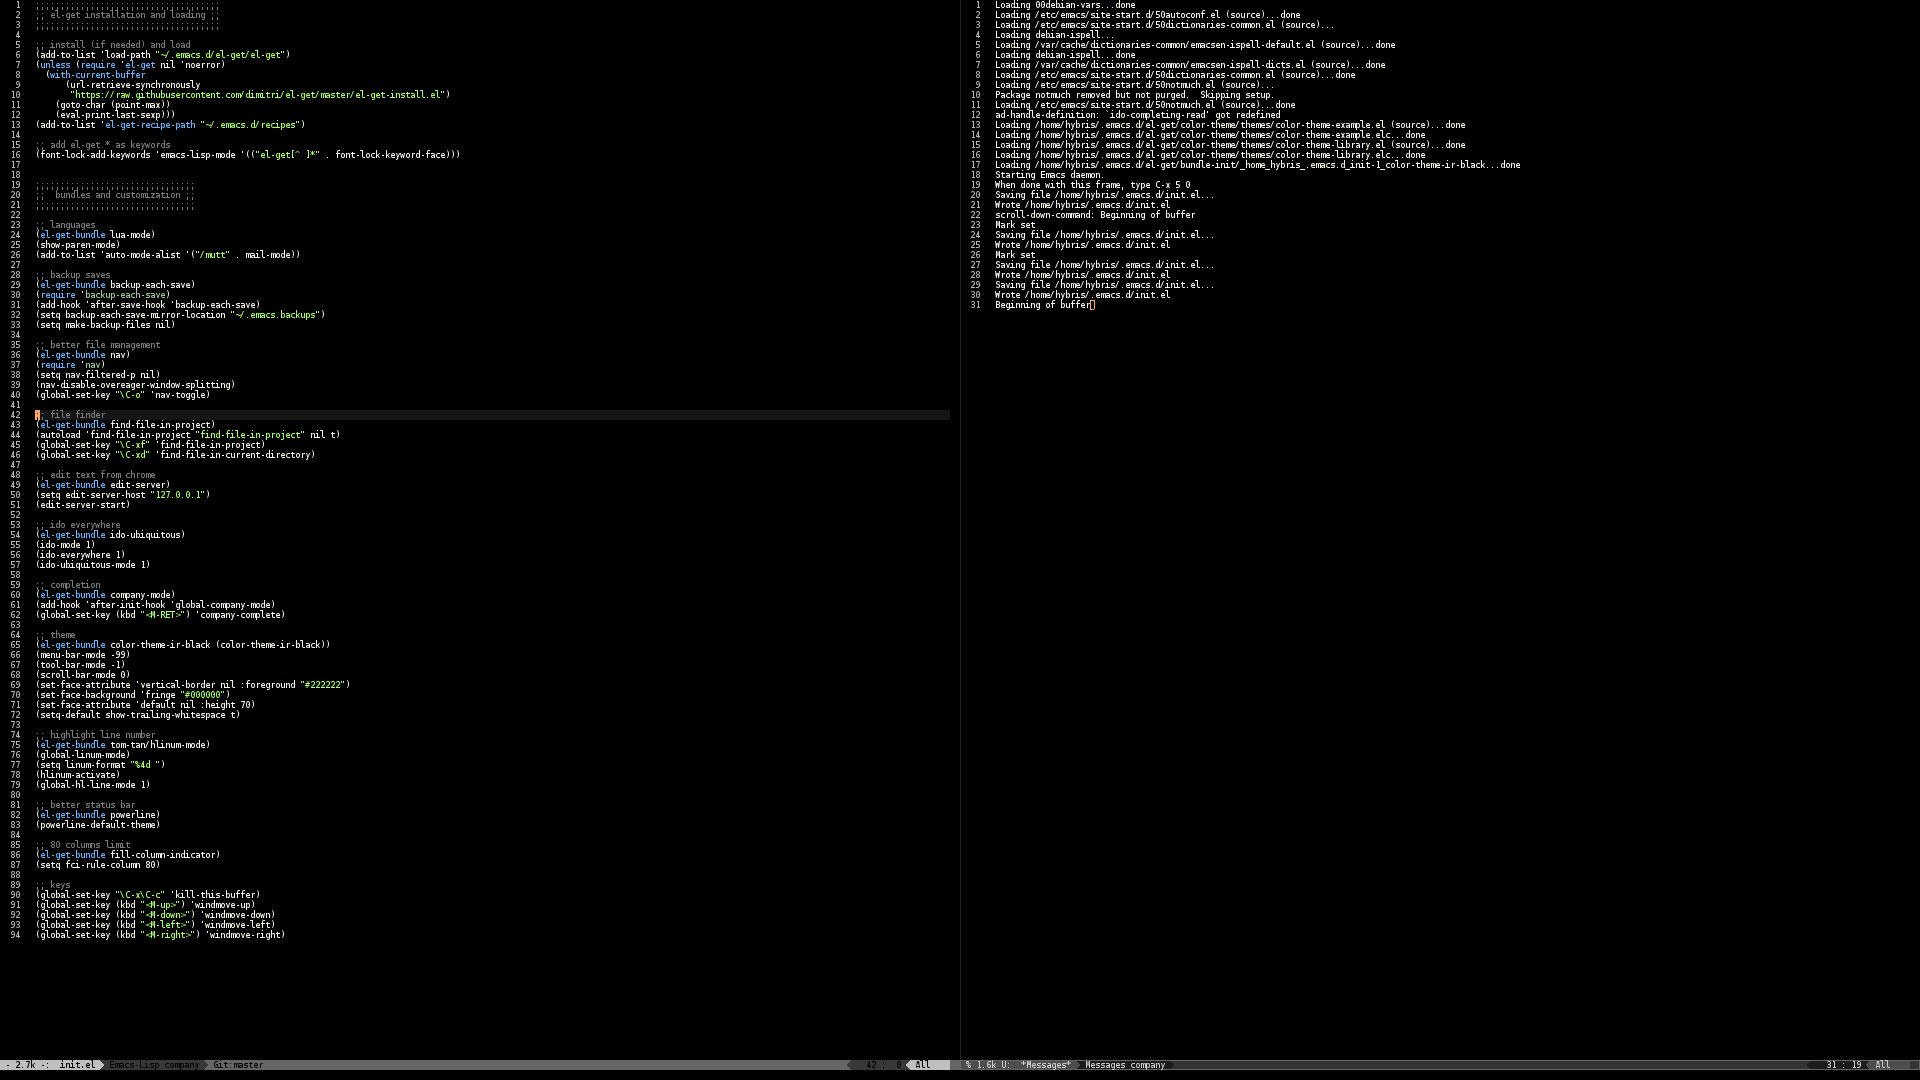 1 ;;;;;;;;;;;;;;;;;;;;;;;;;;;;;;;;;;;;;
2 ;; el-get installation and loading ;;
3 ;;;;;;;;;;;;;;;;;;;;;;;;;;;;;;;;;;;;;
4
5 ;; install (if needed) and load
6 (add-to-list 'load-path "~/.emacs.d/el-get/el-get")
7 (unless (require 'el-get nil 'noerror)
8   (with-current-buffer
9       (url-retrieve-synchronously
10        "https://raw.githubusercontent.com/dimitri/el-get/master/el-get-install.el")
11     (goto-char (point-max))
12     (eval-print-last-sexp)))
13 (add-to-list 'el-get-recipe-path "~/.emacs.d/recipes")
14
15 ;; add el-get.* as keywords
16 (font-lock-add-keywords 'emacs-lisp-mode '(("el-get[^ ]*" . font-lock-keyword-face)))
17
18
19 ;;;;;;;;;;;;;;;;;;;;;;;;;;;;;;;;
20 ;;  bundles and customization ;;
21 ;;;;;;;;;;;;;;;;;;;;;;;;;;;;;;;;
22
23 ;; languages
24 (el-get-bundle lua-mode)
25 (show-paren-mode)
26 (add-to-list 'auto-mode-alist '("/mutt" . mail-mode))
27
28 ;; backup saves
29 (el-get-bundle backup-each-save)
30 (require 'backup-each-save)
31 (add-hook 'after-save-hook 'backup-each-save)
32 (setq backup-each-save-mirror-location "~/.emacs.backups")
33 (setq make-backup-files nil)
34
35 ;; better file management
36 (el-get-bundle nav)
37 (require 'nav)
38 (setq nav-filtered-p nil)
39 (nav-disable-overeager-window-splitting)
40 (global-set-key "\C-o" 'nav-toggle)
41
42 ;; file finder
43 (el-get-bundle find-file-in-project)
44 (autoload 'find-file-in-project "find-file-in-project" nil t)
45 (global-set-key "\C-xf" 'find-file-in-project)
46 (global-set-key "\C-xd" 'find-file-in-current-directory)
47
48 ;; edit text from chrome
49 (el-get-bundle edit-server)
50 (setq edit-server-host "127.0.0.1")
51 (edit-server-start)
52
53 ;; ido everywhere
54 (el-get-bundle ido-ubiquitous)
55 (ido-mode 1)
56 (ido-everywhere 1)
57 (ido-ubiquitous-mode 1)
58
59 ;; completion
60 (el-get-bundle company-mode)
61 (add-hook 'after-init-hook 'global-company-mode)
62 (global-set-key (kbd "<M-RET>") 'company-complete)
63
64 ;; theme
65 (el-get-bundle color-theme-ir-black (color-theme-ir-black))
66 (menu-bar-mode -99)
67 (tool-bar-mode -1)
68 (scroll-bar-mode 0)
69 (set-face-attribute 'vertical-border nil :foreground "#222222")
70 (set-face-background 'fringe "#000000")
71 (set-face-attribute 'default nil :height 70)
72 (setq-default show-trailing-whitespace t)
73
74 ;; highlight line number
75 (el-get-bundle tom-tan/hlinum-mode)
76 (global-linum-mode)
77 (setq linum-format "%4d ")
78 (hlinum-activate)
79 (global-hl-line-mode 1)
80
81 ;; better status bar
82 (el-get-bundle powerline)
83 (powerline-default-theme)
84
85 ;; 80 columns limit
86 (el-get-bundle fill-column-indicator)
87 (setq fci-rule-column 80)
88
89 ;; keys
90 (global-set-key "\C-x\C-c" 'kill-this-buffer)
91 (global-set-key (kbd "<M-up>") 'windmove-up)
92 (global-set-key (kbd "<M-down>") 'windmove-down)
93 (global-set-key (kbd "<M-left>") 'windmove-left)
94 (global-set-key (kbd "<M-right>") 'windmove-right)
- 2.7k -: init.el Emacs-Lisp company Git:master 42 : 0 All
1 Loading 00debian-vars...done
2 Loading /etc/emacs/site-start.d/50autoconf.el (source)...done
3 Loading /etc/emacs/site-start.d/50dictionaries-common.el (source)...
4 Loading debian-ispell...
5 Loading /var/cache/dictionaries-common/emacsen-ispell-default.el (source)...done
6 Loading debian-ispell...done
7 Loading /var/cache/dictionaries-common/emacsen-ispell-dicts.el (source)...done
8 Loading /etc/emacs/site-start.d/50dictionaries-common.el (source)...done
9 Loading /etc/emacs/site-start.d/50notmuch.el (source)...
10 Package notmuch removed but not purged.  Skipping setup.
11 Loading /etc/emacs/site-start.d/50notmuch.el (source)...done
12 ad-handle-definition: `ido-completing-read' got redefined
13 Loading /home/hybris/.emacs.d/el-get/color-theme/themes/color-theme-example.el (source)...done
14 Loading /home/hybris/.emacs.d/el-get/color-theme/themes/color-theme-example.elc...done
15 Loading /home/hybris/.emacs.d/el-get/color-theme/themes/color-theme-library.el (source)...done
16 Loading /home/hybris/.emacs.d/el-get/color-theme/themes/color-theme-library.elc...done
17 Loading /home/hybris/.emacs.d/el-get/bundle-init/_home_hybris_.emacs.d_init-1_color-theme-ir-black...done
18 Starting Emacs daemon.
19 When done with this frame, type C-x 5 0
20 Saving file /home/hybris/.emacs.d/init.el...
21 Wrote /home/hybris/.emacs.d/init.el
22 scroll-down-command: Beginning of buffer
23 Mark set
24 Saving file /home/hybris/.emacs.d/init.el...
25 Wrote /home/hybris/.emacs.d/init.el
26 Mark set
27 Saving file /home/hybris/.emacs.d/init.el...
28 Wrote /home/hybris/.emacs.d/init.el
29 Saving file /home/hybris/.emacs.d/init.el...
30 Wrote /home/hybris/.emacs.d/init.el
31 Beginning of buffer
% 1.6k U: *Messages* Messages company 31 : 19 All